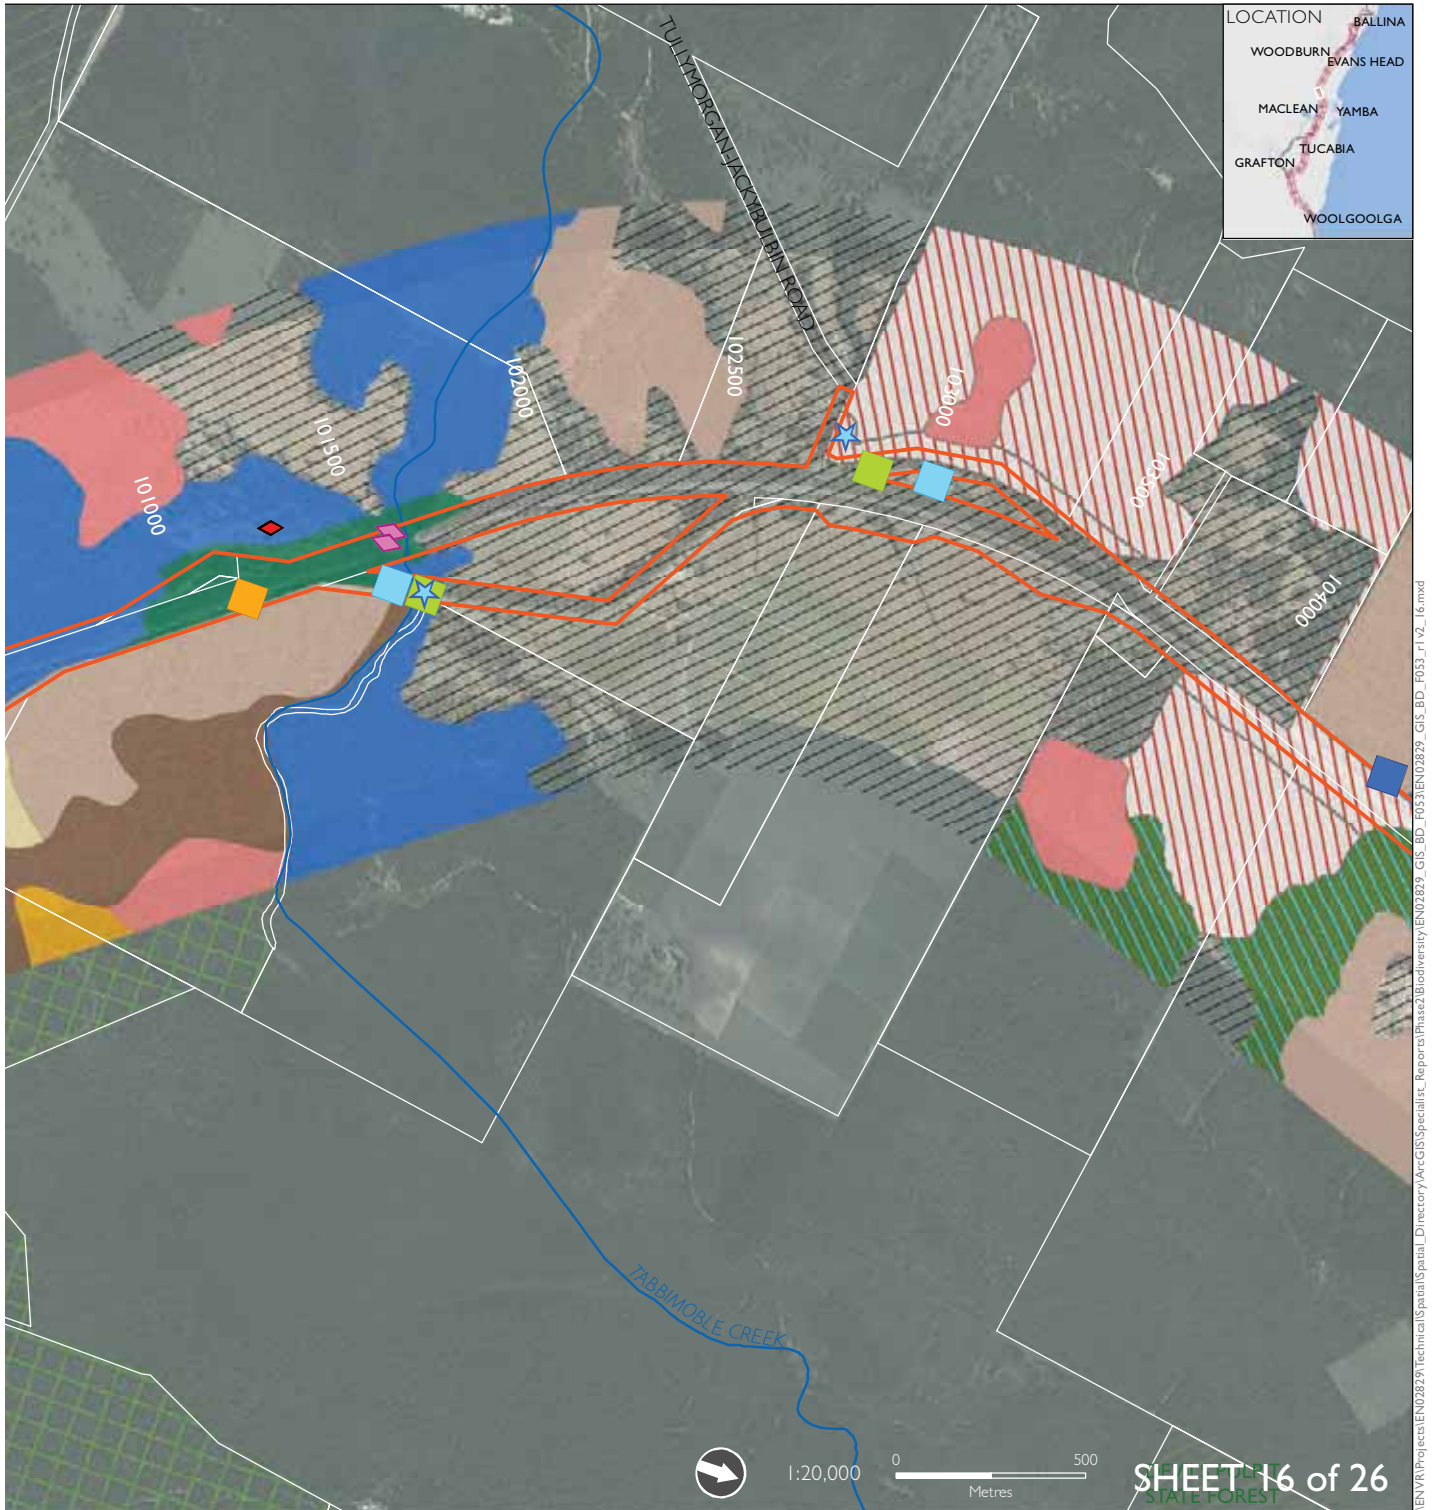 LOCATION
BALLINA
WOODBURN
EVANS HEAD
MACLEAN
YAMBA
TUCABIA
GRAFTON
WOOLGOOLGA
TULLYMORGAN-JACKYBULBIN ROAD
101000
101500
102000
102500
103000
103500
104000
TABBIMOBLE CREEK
1:20,000
0
500
Metres
SHEET 16 of 26
STATE FOREST
\ENVR\Projects\EN02829\Technical\Spatial\Spatial_Directory\ArcGIS\Specialist_Reports\Phase2\Biodiversity\EN02829_GIS_BD_F053\EN02829_GIS_BD_F053_r1v2_16.mxd